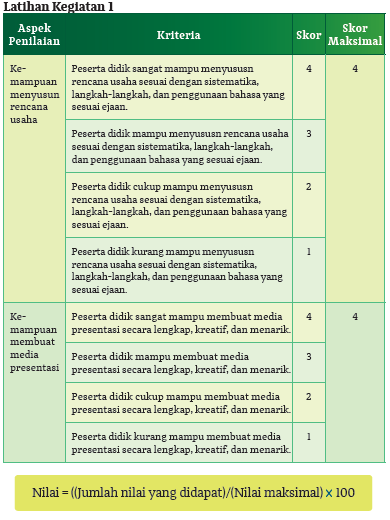 Latihan Kegiatan 1
Aspek Penilaian
Kriteria
Skor
Skor Maksimal
Ke-
mampuan
menyusun
rencana
usaha
Peserta didik sangat mampu menyususn
rencana usaha sesuai dengan sistematika,
langkah-langkah, dan penggunaan bahasa yang
sesuai ejaan.
4
4
Peserta didik mampu menyususn rencana usaha
sesuai dengan sistematika, langkah-langkah,
dan penggunaan bahasa yang sesuai ejaan.
3
Peserta didik cukup mampu menyususn
rencana usaha sesuai dengan sistematika,
langkah-langkah, dan penggunaan bahasa yang
sesuai ejaan.
2
Peserta didik kurang mampu menyususn
rencana usaha sesuai dengan sistematika,
langkah-langkah, dan penggunaan bahasa yang
sesuai ejaan.
1
Ke-
mampuan
membuat
media
presentasi
Peserta didik sangat mampu membuat media
presentasi secara lengkap, kreatif, dan menarik.
4
4
Peserta didik mampu membuat media
presentasi secara lengkap, kreatif, dan menarik.
3
Peserta didik cukup mampu membuat media
presentasi secara lengkap, kreatif, dan menarik.
2
Peserta didik kurang mampu membuat media
presentasi secara lengkap, kreatif, dan menarik.
1
Nilai = ((Jumlah nilai yang didapat)/(Nilai maksimal) x 100